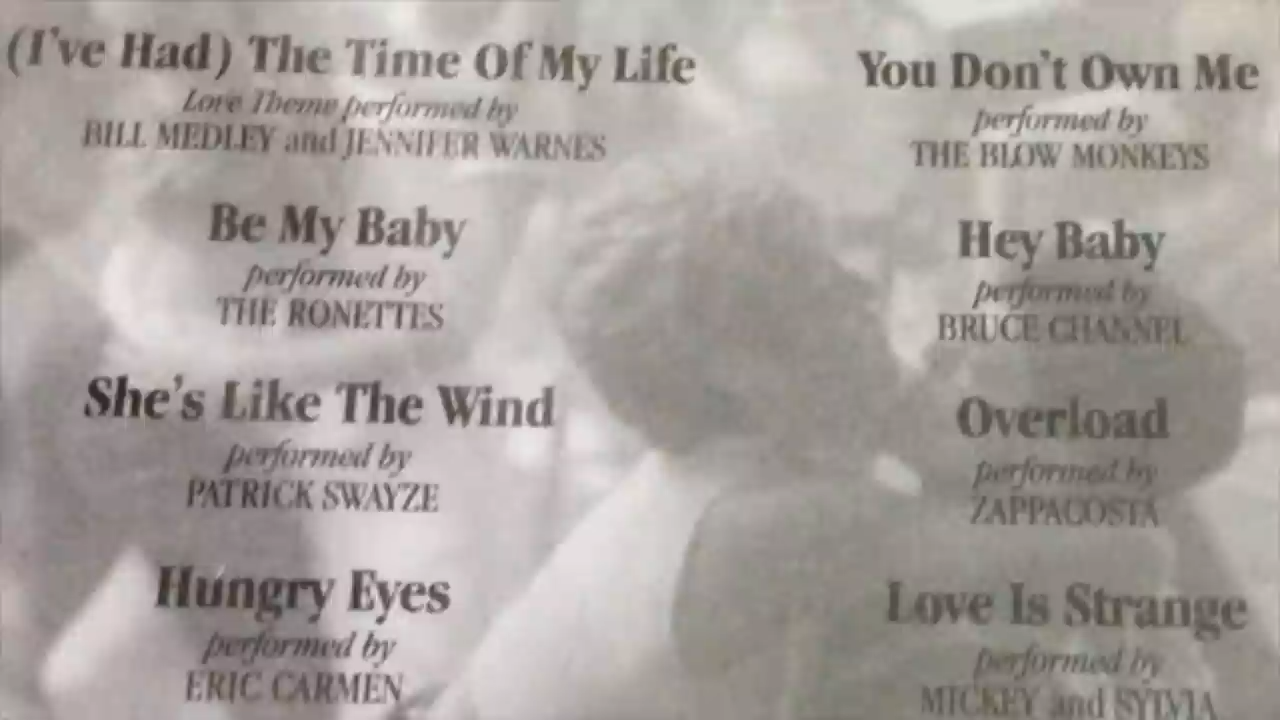 (I've Had) The Time Of My Life
Love Theme performed by
BILL MEDLEY and JENNIFER WARNES
Be My Baby
performed by
THE RONETTES
She's Like The Wind
performed by
PATRICK SWAYZE
Hungry Eyes
performed by
ERIC CARMEN
You Don't Own Me
performed by
THE BLOW MONKEYS
Hey Baby
performed by
BRUCE CHANNEL
Overload
performed by
ZAPPACOSTA
Love Is Strange
performed by
MICKEY and SYLVIA